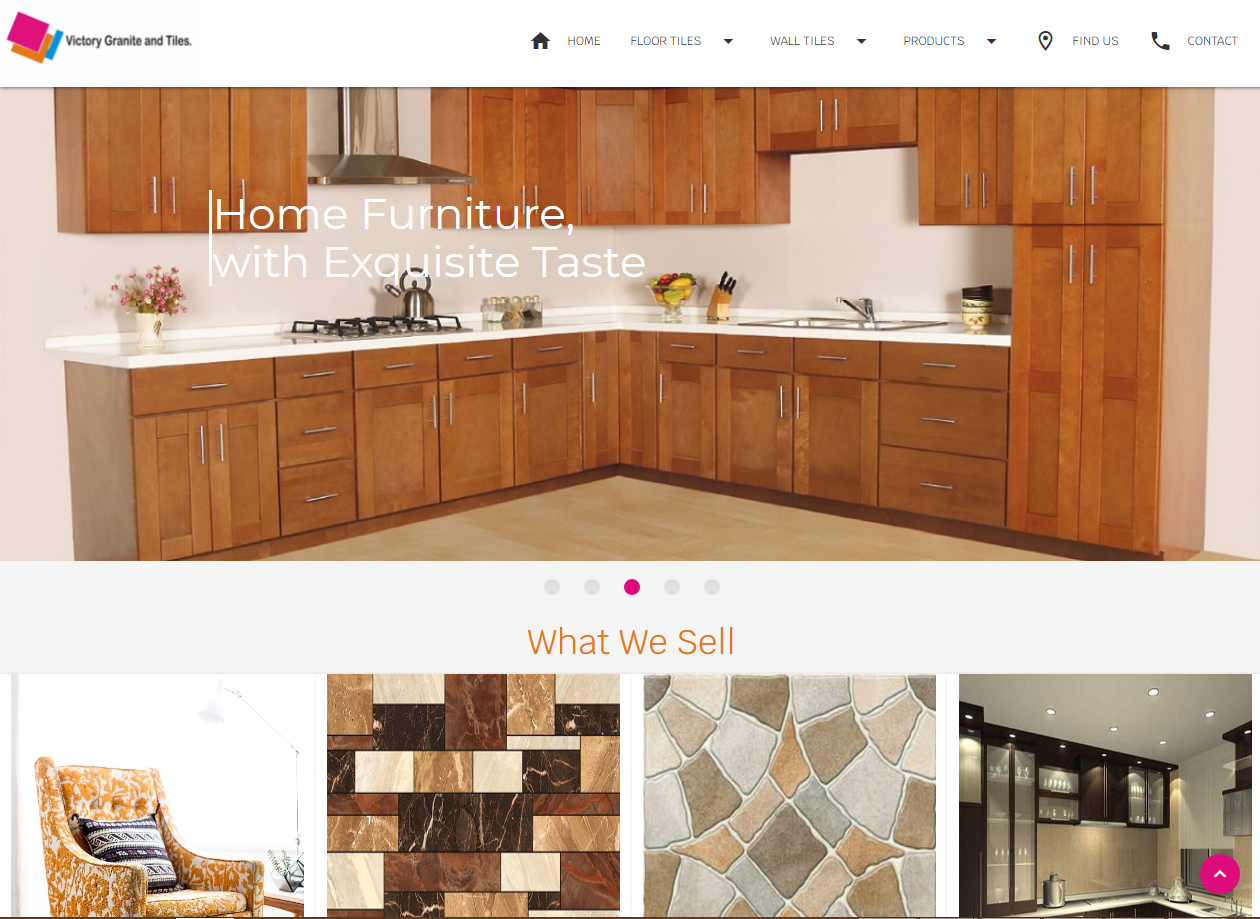 Victory Granite and Tiles.
HOME
FLOOR TILES
WALL TILES
PRODUCTS
FIND US
CONTACT
Home Furniture,
with Exquisite Taste
What We Sell